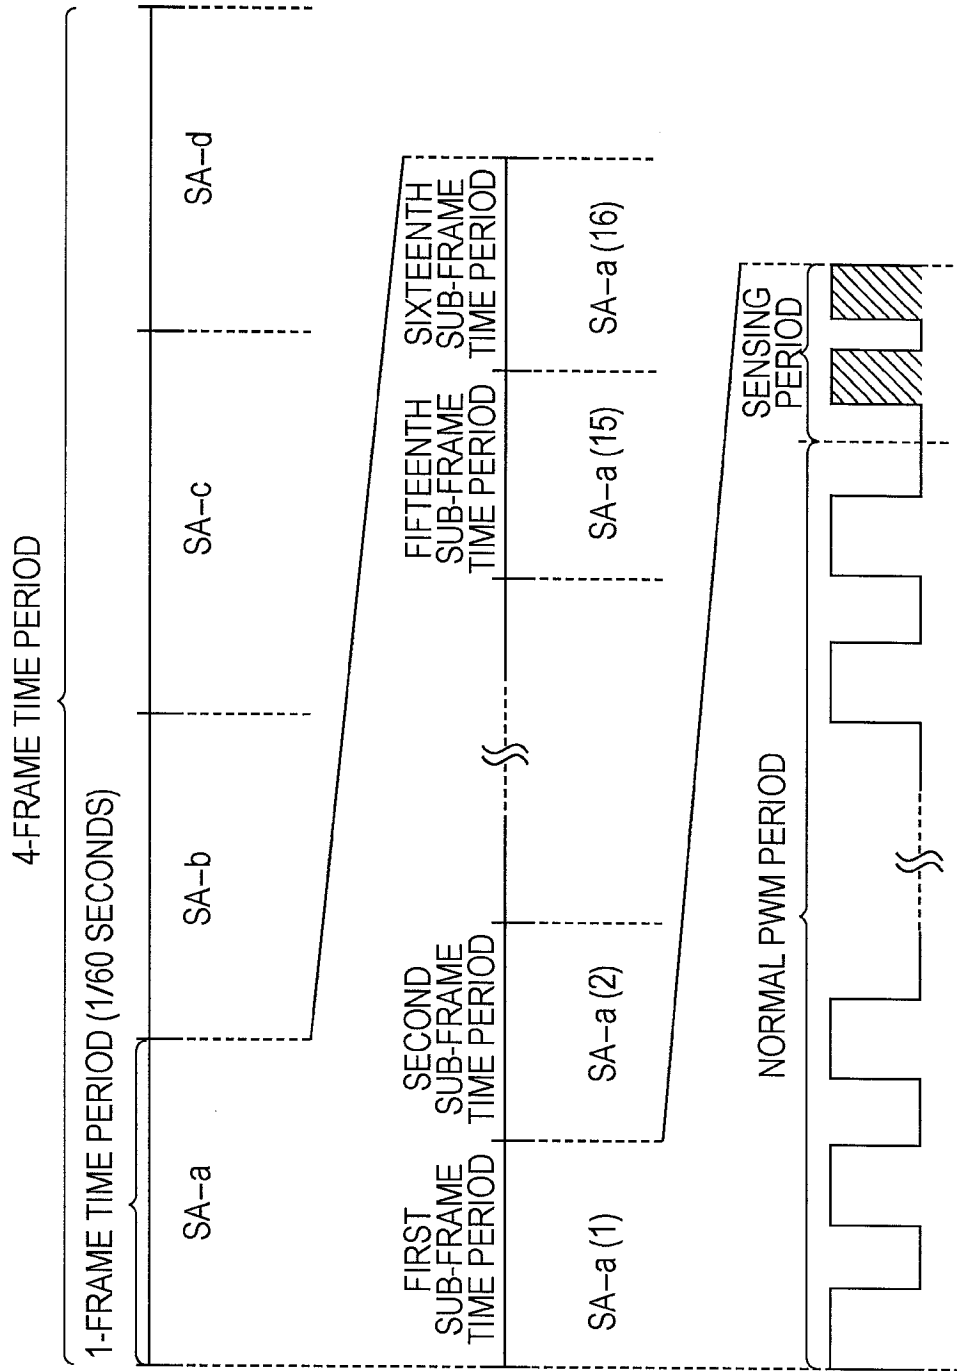 4-FRAME TIME PERIOD
1-FRAME TIME PERIOD (1/60 SECONDS)
SA-a
SA-b
SA-c
SA-d
FIRST
SUB-FRAME
TIME PERIOD
SECOND
SUB-FRAME
TIME PERIOD
FIFTEENTH
SUB-FRAME
TIME PERIOD
SIXTEENTH
SUB-FRAME
TIME PERIOD
SA-a (1)
SA-a (2)
SA-a (15)
SA-a (16)
NORMAL PWM PERIOD
SENSING
PERIOD